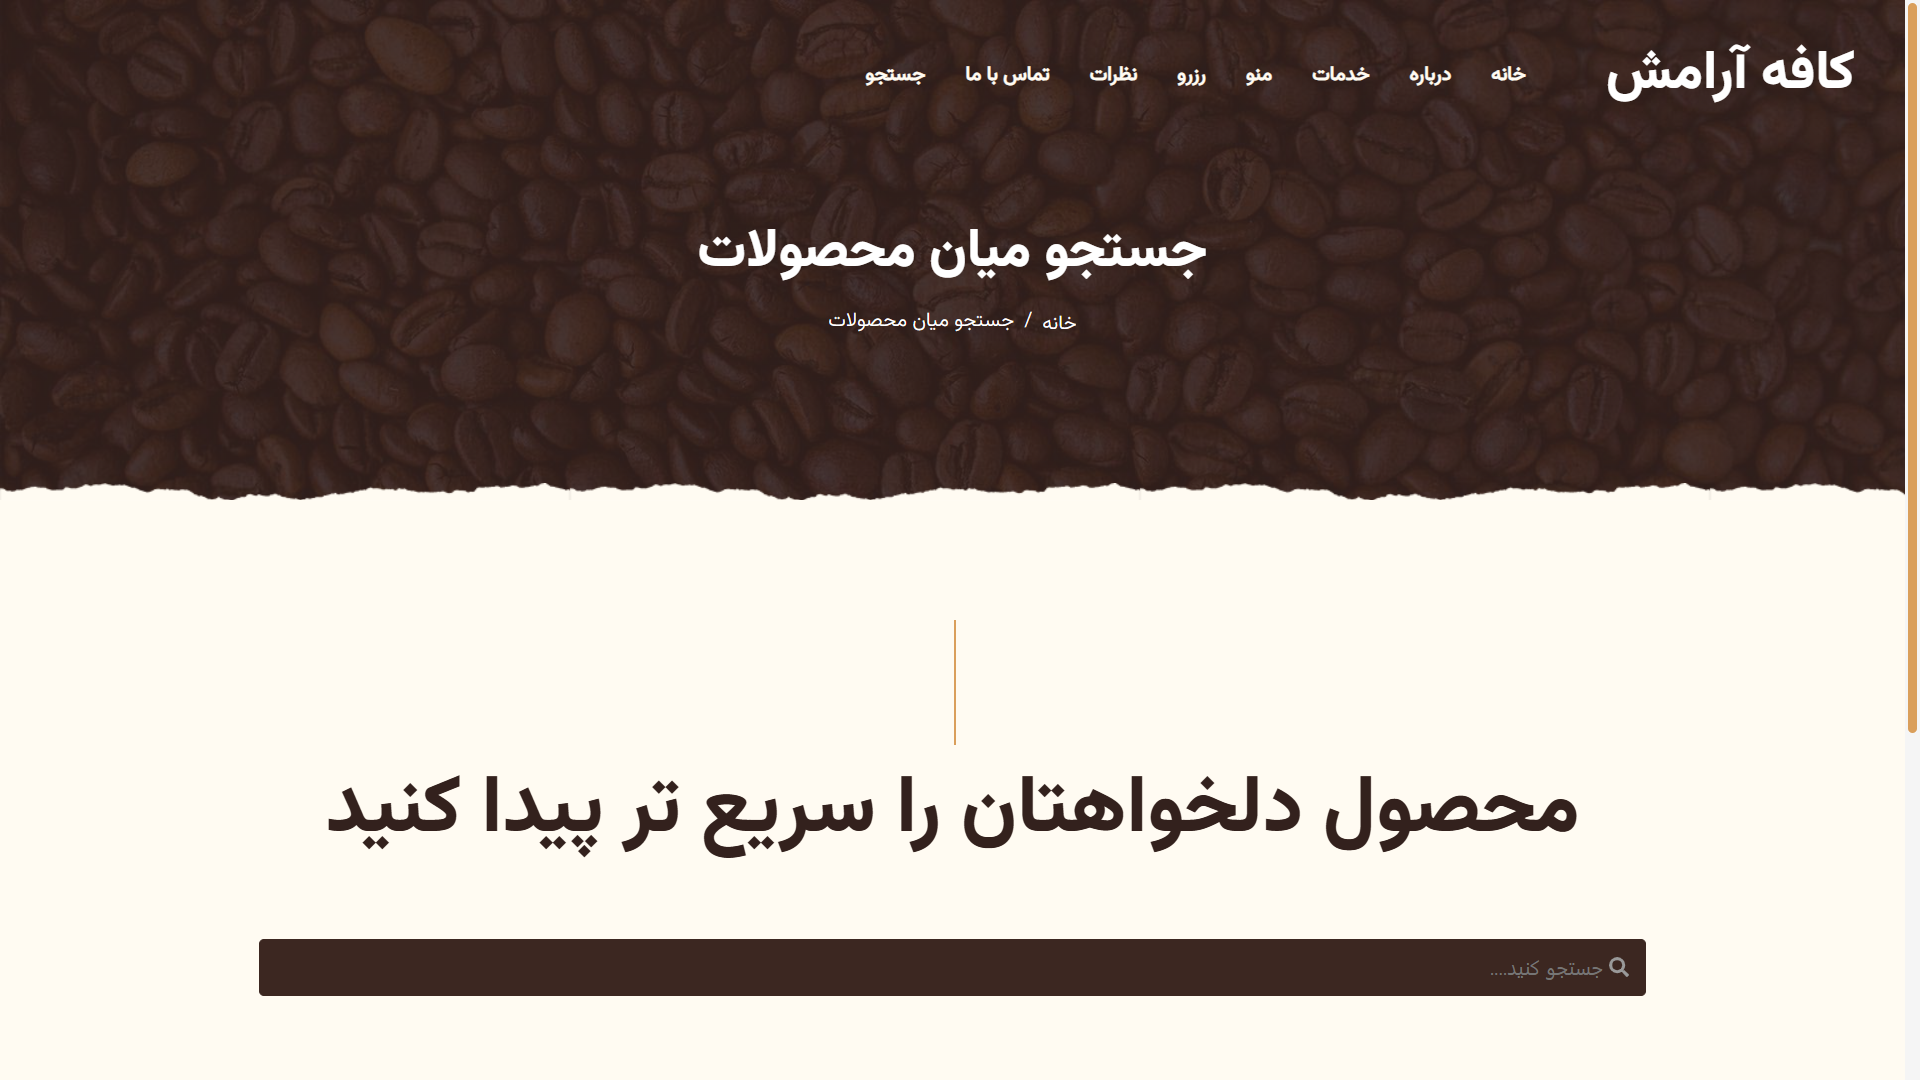 کافه آرامش
خانه درباره خدمات منو رزرو نظرات تماس با ما جستجو
جستجو میان محصولات
خانه / جستجو میان محصولات
محصول دلخواهتان را سریع تر پیدا کنید
جستجو کنید....